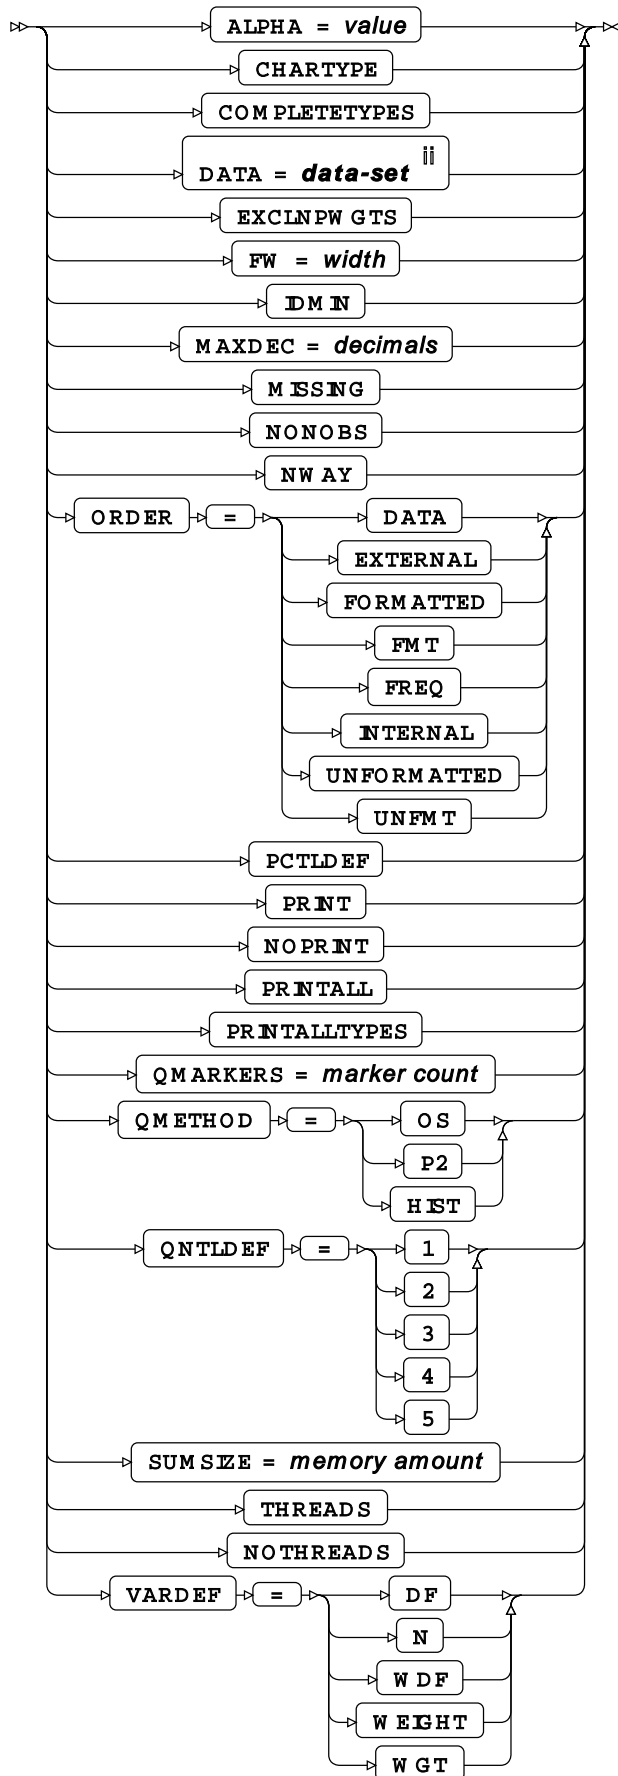 ALPHA = value
CHARTYPE
COMPLETETYPES
DATA = data-set ii
EXCLNPWGTS
FW = width
IDMIN
MAXDEC = decimals
MISSING
NONOBS
NWAY
ORDER = DATA
EXTERNAL
FORMATTED
FMT
FREQ
INTERNAL
UNFORMATTED
UNFMT
PCTLDEF
PRINT
NOPRINT
PRINTALL
PRINTALLTYPES
QMARKERS = marker count
QMETHOD = OS
P2
HIST
QNTLDEF = 1
2
3
4
5
SUMSIZE = memory amount
THREADS
NOTHREADS
VARDEF = DF
N
WDF
WEIGHT
WGT